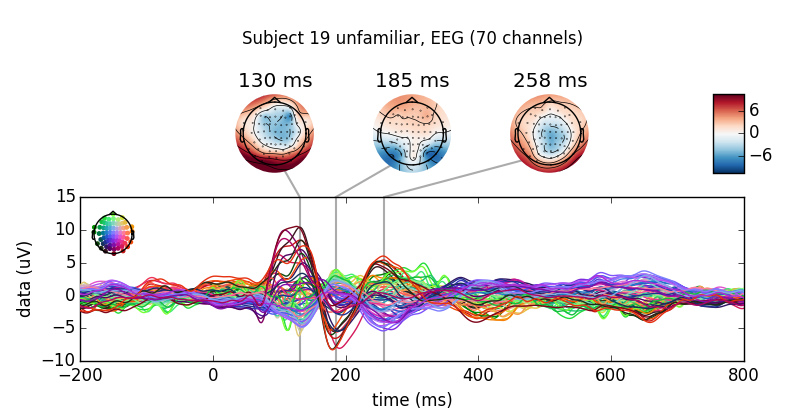 Subject 19 unfamiliar, EEG (70 channels)
130 ms 185 ms 258 ms
6
0
−6
15
10
5
0
−5
−10
data (uV)
−200 0 200 400 600 800
time (ms)